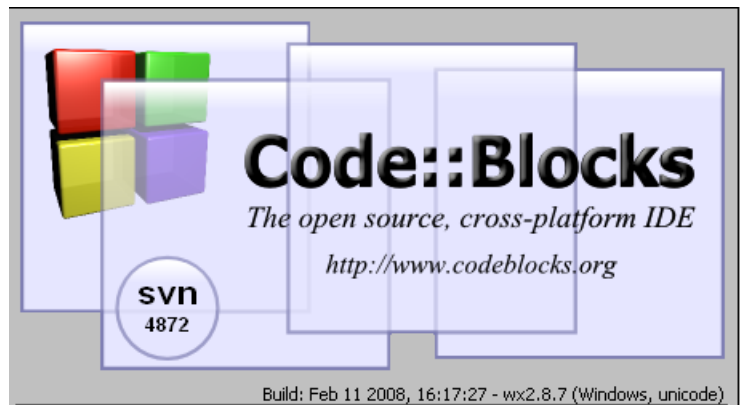 Code::Blocks
The open source, cross-platform IDE
http://www.codeblocks.org
svn
4872
Build: Feb 11 2008, 16:17:27 - wx2.8.7 (Windows, unicode)